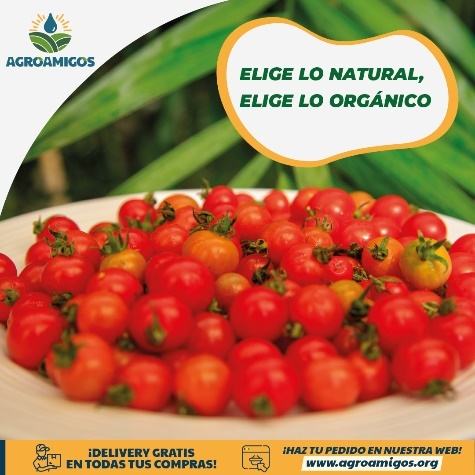 AGROAMIGOS
ELIGE LO NATURAL,
ELIGE LO ORGÁNICO
¡DELIVERY GRATIS
EN TODAS TUS COMPRAS!
¡HAZ TU PEDIDO EN NUESTRA WEB!
www.agroamigos.org